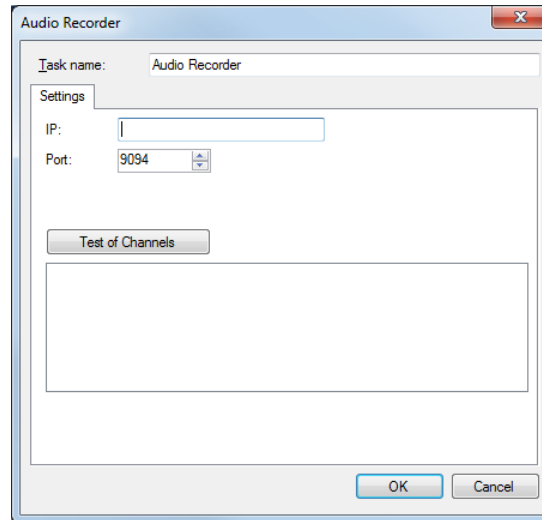 Audio Recorder
Task name: Audio Recorder
Settings
IP:
Port: 9094
Test of Channels
OK Cancel